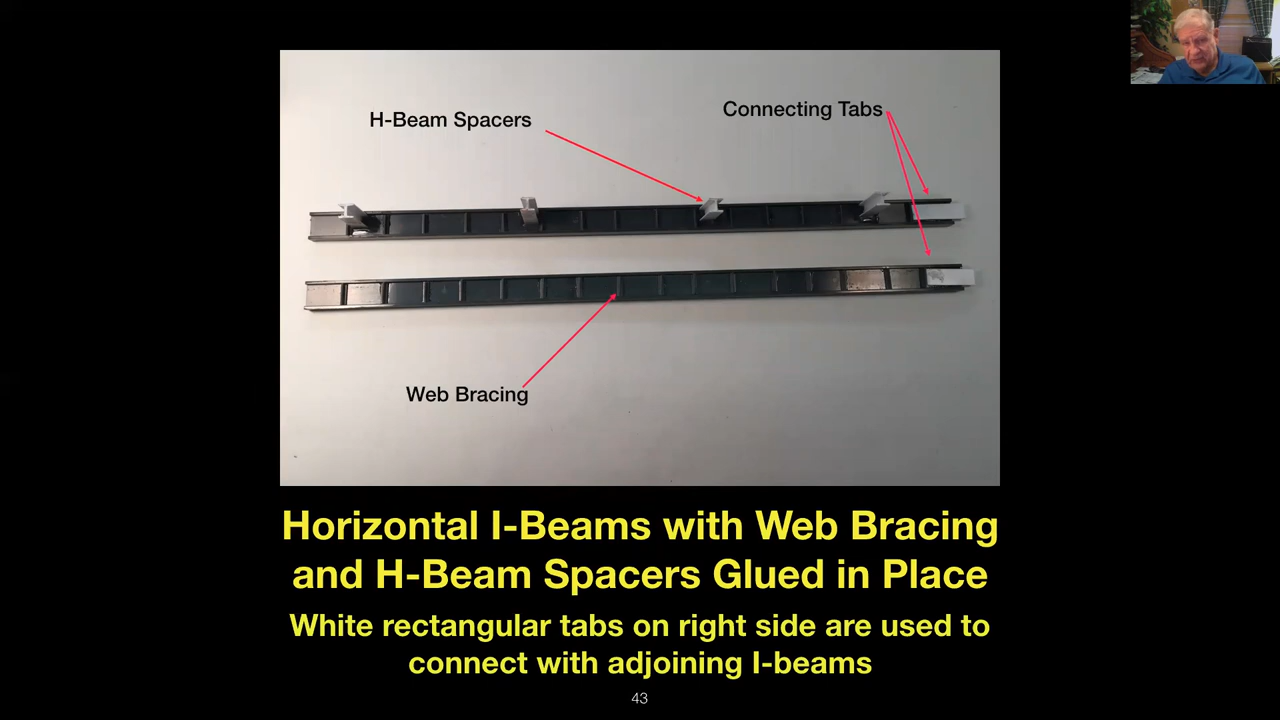 H-Beam Spacers
Connecting Tabs
Web Bracing
Horizontal I-Beams with Web Bracing
and H-Beam Spacers Glued in Place
White rectangular tabs on right side are used to
connect with adjoining I-beams
43